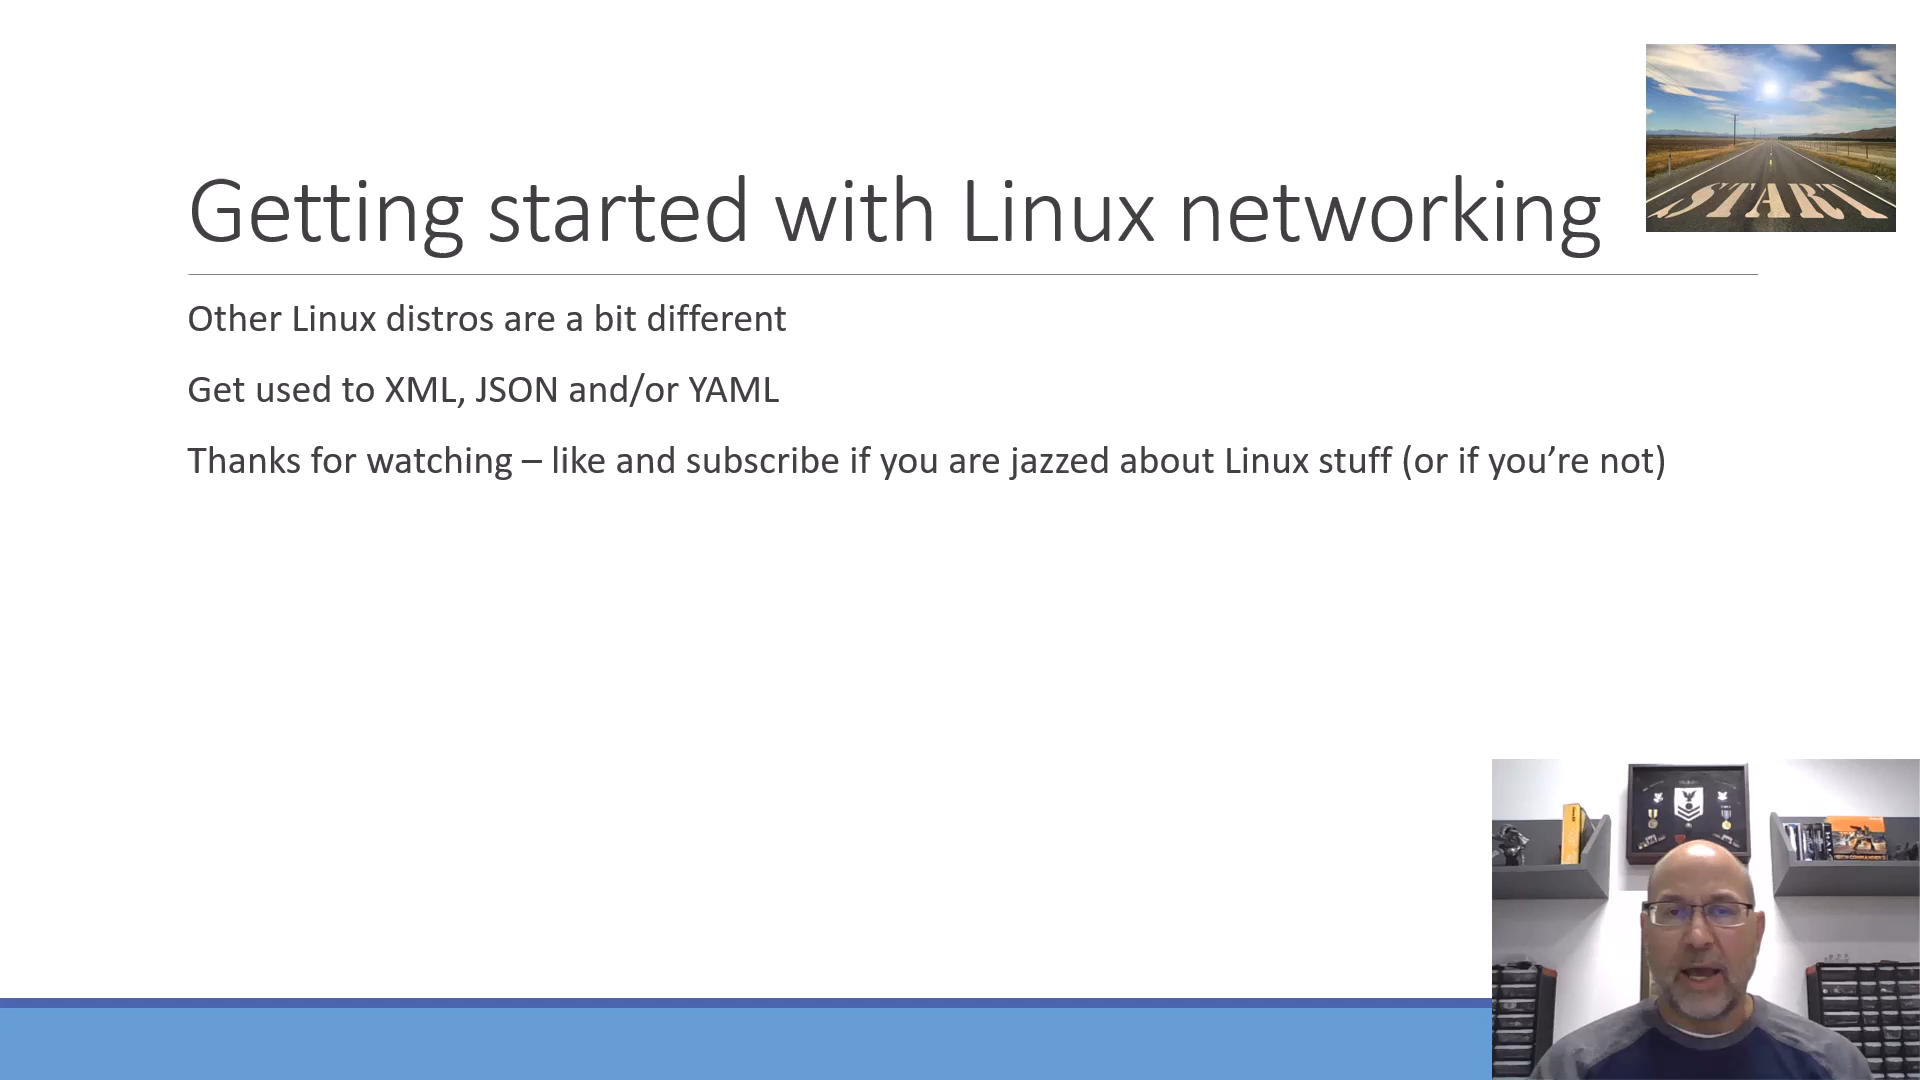 START
Getting started with Linux networking
Other Linux distros are a bit different
Get used to XML, JSON and/or YAML
Thanks for watching – like and subscribe if you are jazzed about Linux stuff (or if you’re not)